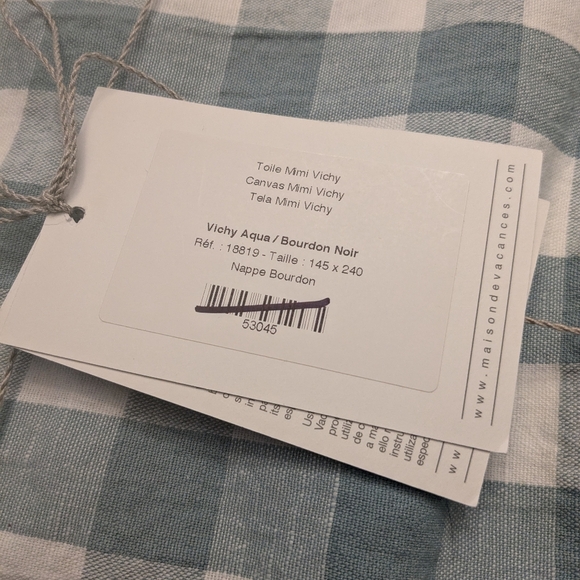 Toile Mimi Vichy
Canvas Mimi Vichy
Tela Mimi Vichy
Vichy Aqua / Bourdon Noir
Réf. : 18819 - Taille : 145 x 240
Nappe Bourdon
53045
www.maisondevacances.com